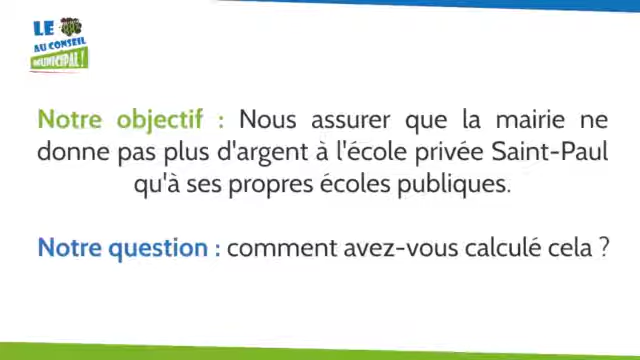 LE
AU CONSEIL
MUNICIPAL !
Notre objectif : Nous assurer que la mairie ne
donne pas plus d'argent à l'école privée Saint-Paul
qu'à ses propres écoles publiques.
Notre question : comment avez-vous calculé cela ?